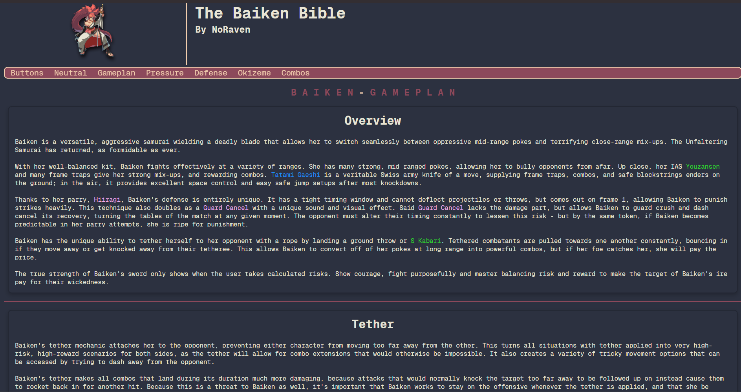 The Baiken Bible
By NoRaven
Buttons Neutral Gameplan Pressure Defense Okizeme Combos
BAIKEN-GAMEPLAN
Overview
Baiken is a versatile, aggressive samurai wielding a deadly blade that allows her to switch seamlessly between oppressive mid-range pokes and terrifying close-range mix-ups. The Unfaltering
Samurai has returned, as formidable as ever.
With her well-balanced kit, Baiken fights effectively at a variety of ranges. She has many strong, mid ranged pokes, allowing her to bully opponents from afar. Up close, her IAS Youzansen
and many frame traps give her strong mix-ups, and rewarding combos. Tatami Gaeshi is a veritable Swiss army knife of a move, supplying frame traps, combos, and safe blockstrings enders on
the ground; in the air, it provides excellent space control and easy safe jump setups after most knockdowns.
Thanks to her parry, Hiiragi, Baiken's defense is entirely unique. It has a tight timing window and cannot deflect projectiles or throws, but comes out on frame 1, allowing Baiken to punish
strikes heavily. This technique also doubles as a Guard Cancel with a unique sound and visual effect. Said Guard Cancel lacks the damage part, but allows Baiken to guard crush and dash
cancel its recovery, turning the tables of the match at any given moment. The opponent must alter their timing constantly to lessen this risk - but by the same token, if Baiken becomes
predictable in her parry attempts, she is ripe for punishment.
Baiken has the unique ability to tether herself to her opponent with a rope by landing a ground throw or S Kabari. Tethered combatants are pulled towards one another constantly, bouncing in
if they move away or get knocked away from their tetheree. This allows Baiken to convert off of her pokes at long range into powerful combos, but if her foe catches her, she will pay the
price.
The true strength of Baiken's sword only shows when the user takes calculated risks. Show courage, fight purposefully and master balancing risk and reward to make the target of Baiken's ire
pay for their wickedness.
Tether
Baiken's tether mechanic attaches her to the opponent, preventing either character from moving too far away from the other. This turns all situations with tether applied into very high-
risk, high-reward scenarios for both sides, as the tether will allow for combo extensions that would otherwise be impossible. It also creates a variety of tricky movement options that can
be accessed by trying to dash away from the opponent.
Baiken's tether makes all combos that land during its duration much more damaging, because attacks that would normally knock the target too far away to be followed up on instead cause them
to rocket back in for another hit. Because this is a threat to Baiken as well, it's important that Baiken works to stay on the offensive whenever the tether is applied, and that she be